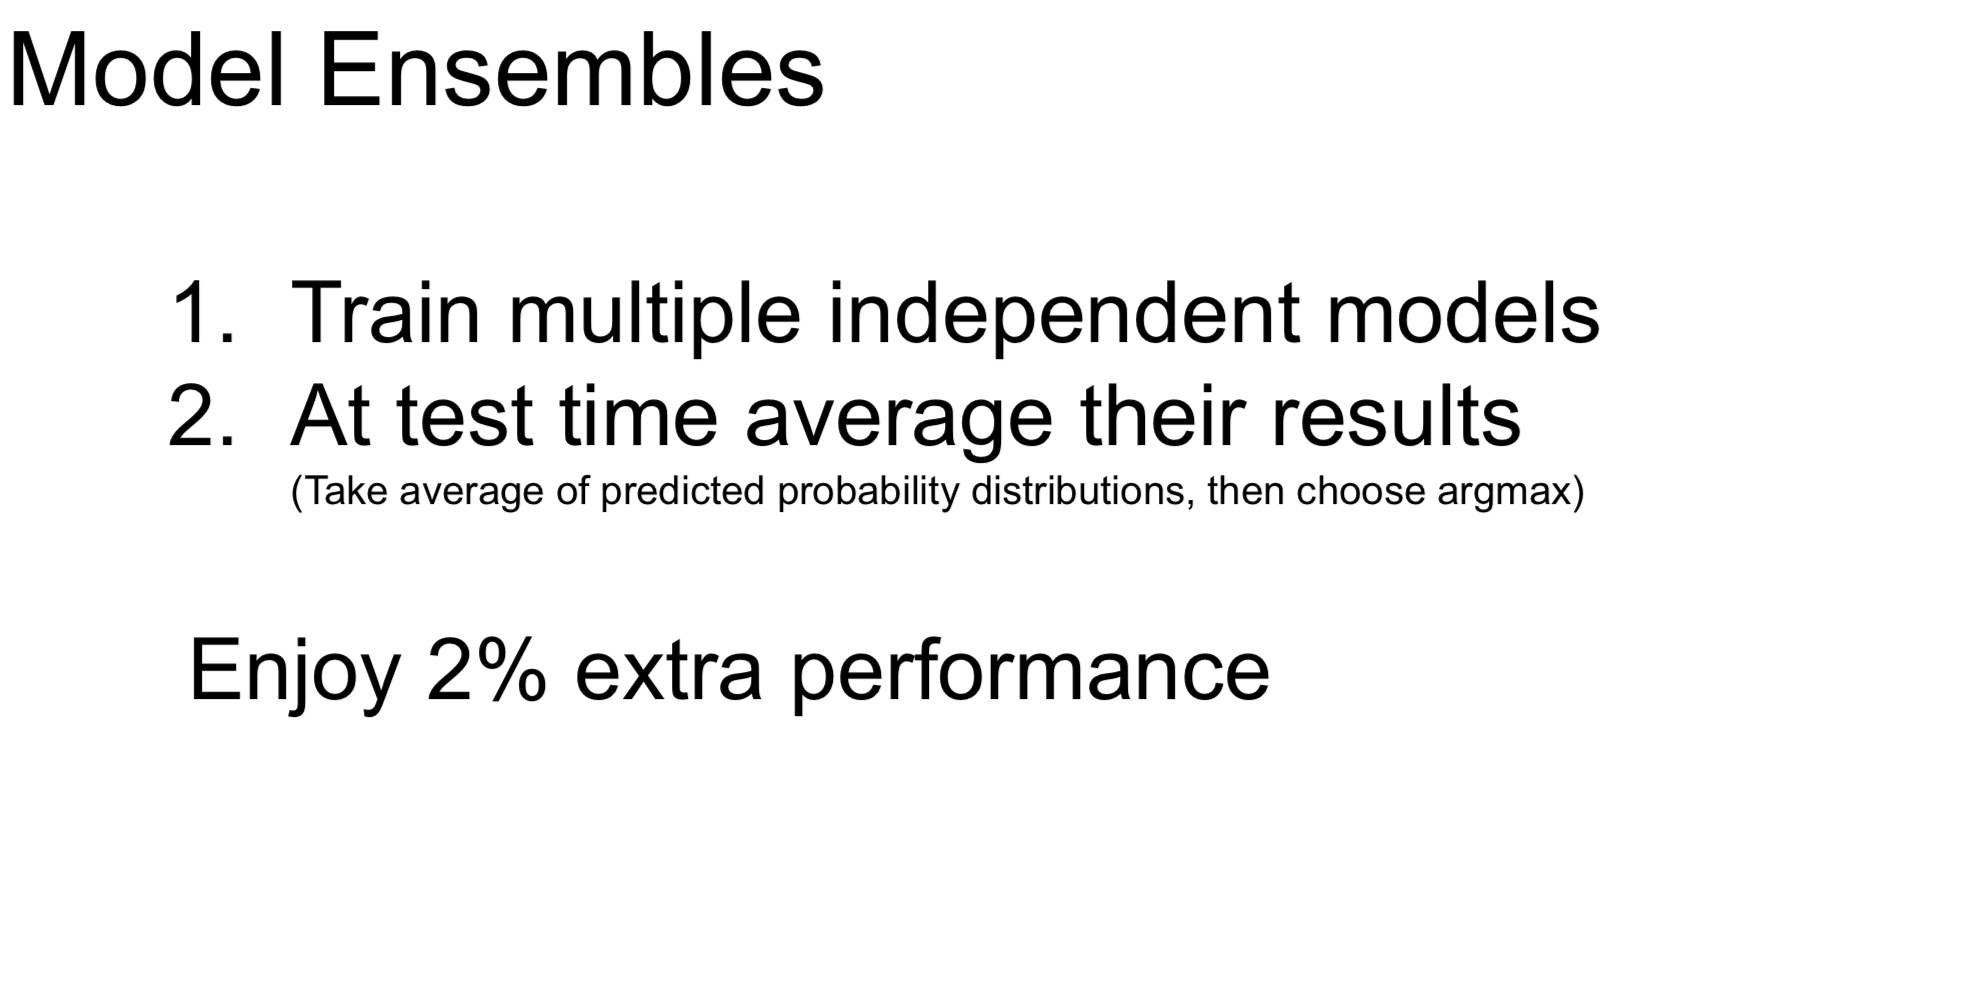 Model Ensembles
1. Train multiple independent models
2. At test time average their results
(Take average of predicted probability distributions, then choose argmax)
Enjoy 2% extra performance